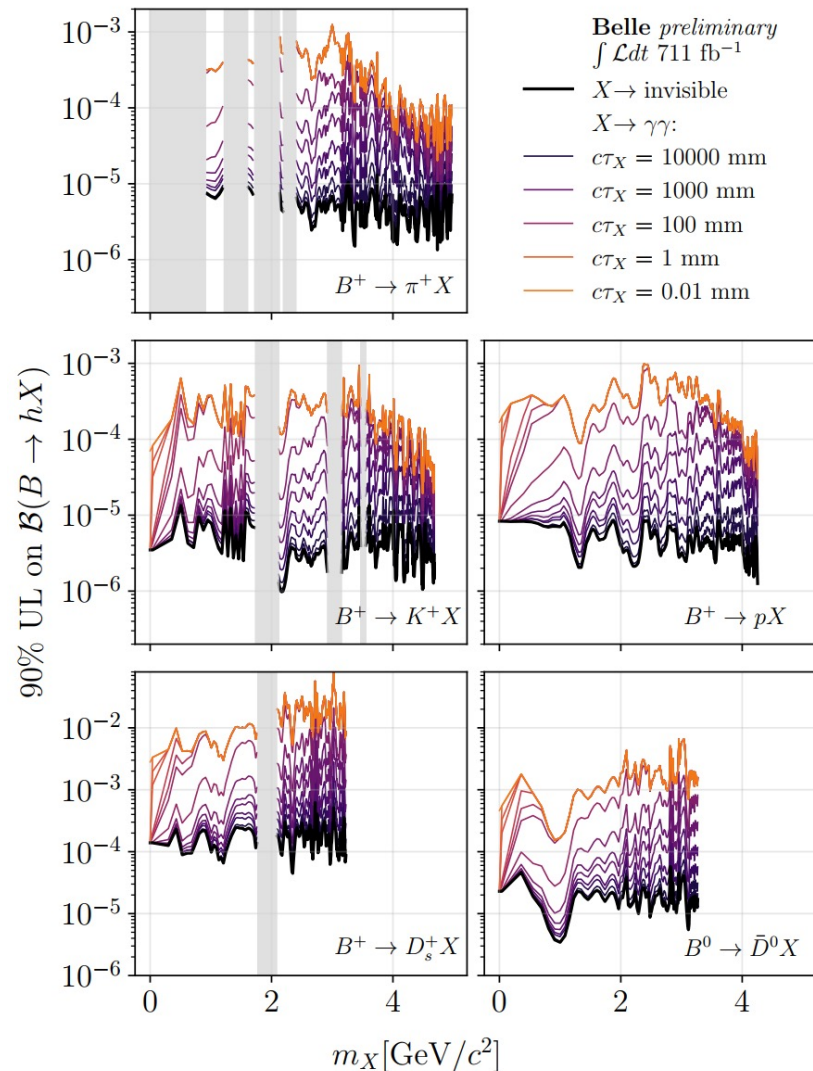 Belle preliminary
∫ ℒdt 711 fb⁻¹
X → invisible
X → γγ:
cτ_X = 10000 mm
cτ_X = 1000 mm
cτ_X = 100 mm
cτ_X = 1 mm
cτ_X = 0.01 mm
10⁻³
10⁻⁴
10⁻⁵
10⁻⁶
B⁺ → π⁺X
90% UL on ℬ(B → hX)
10⁻³
10⁻⁴
10⁻⁵
10⁻⁶
B⁺ → K⁺X
B⁺ → pX
10⁻²
10⁻³
10⁻⁴
10⁻⁵
10⁻⁶
B⁺ → D_s⁺X
B⁰ → D̄⁰X
0 2 4
0 2 4
m_X[GeV/c²]